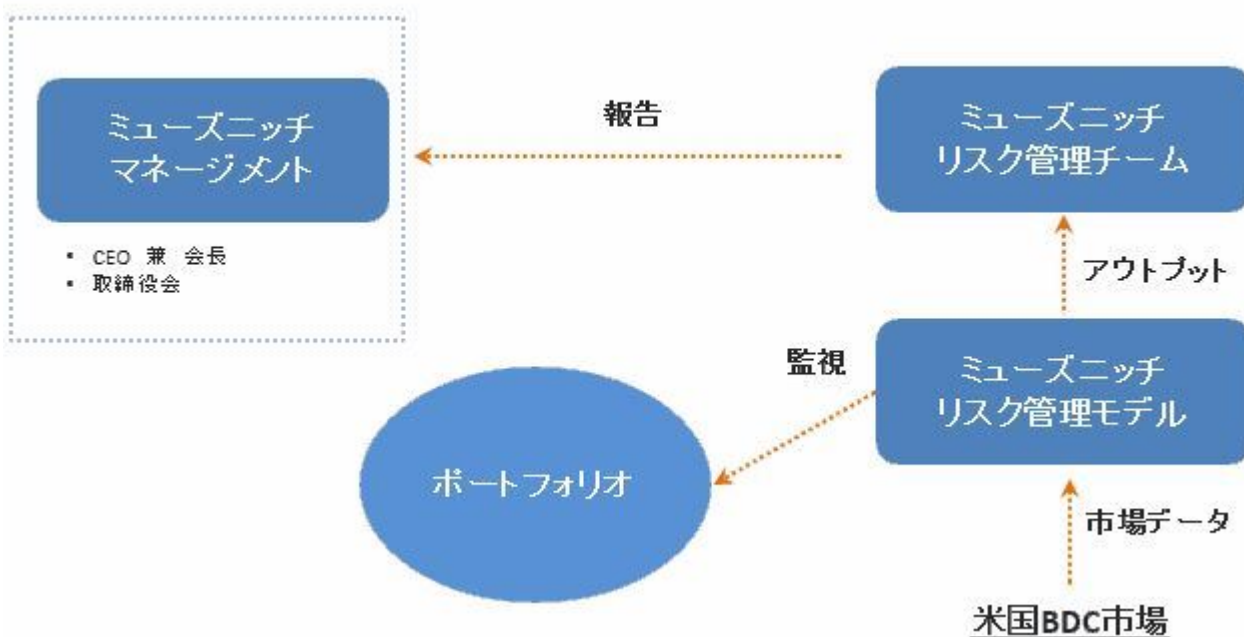 ミューズニッチ
マネージメント
• CEO 兼 会長
• 取締役会
報告
ミューズニッチ
リスク管理チーム
アウトプット
監視
ミューズニッチ
リスク管理モデル
ポートフォリオ
市場データ
米国BDC市場